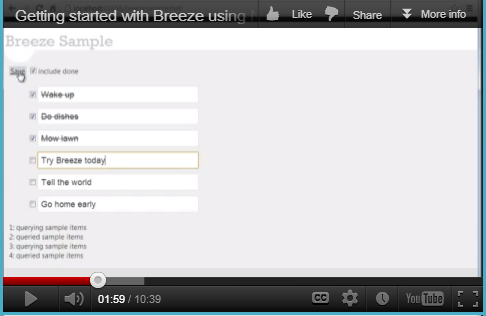 Getting started with Breeze using Like Share More info
Breeze Sample
Save Include done
Wake up
Do dishes
Mow lawn
Try Breeze today
Tell the world
Go home early
1: querying sample items
2: queried sample items
3: querying sample items
4: queried sample items
01:59 / 10:39 CC YouTube